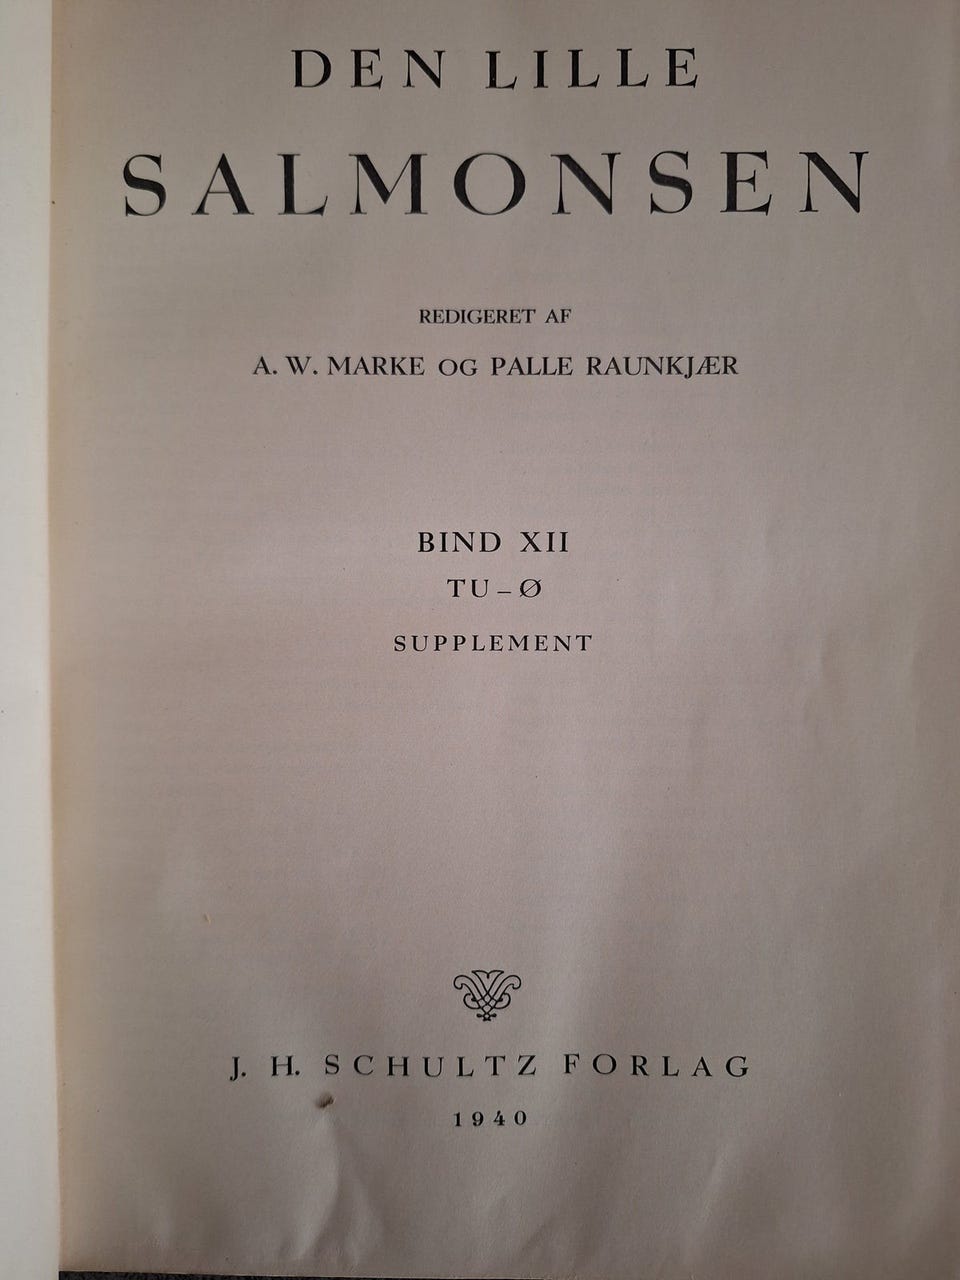 DEN LILLE
SALMONSEN
REDIGERET AF
A. W. MARKE OG PALLE RAUNKJÆR
BIND XII
TU – Ø
SUPPLEMENT
J. H. SCHULTZ FORLAG
1940